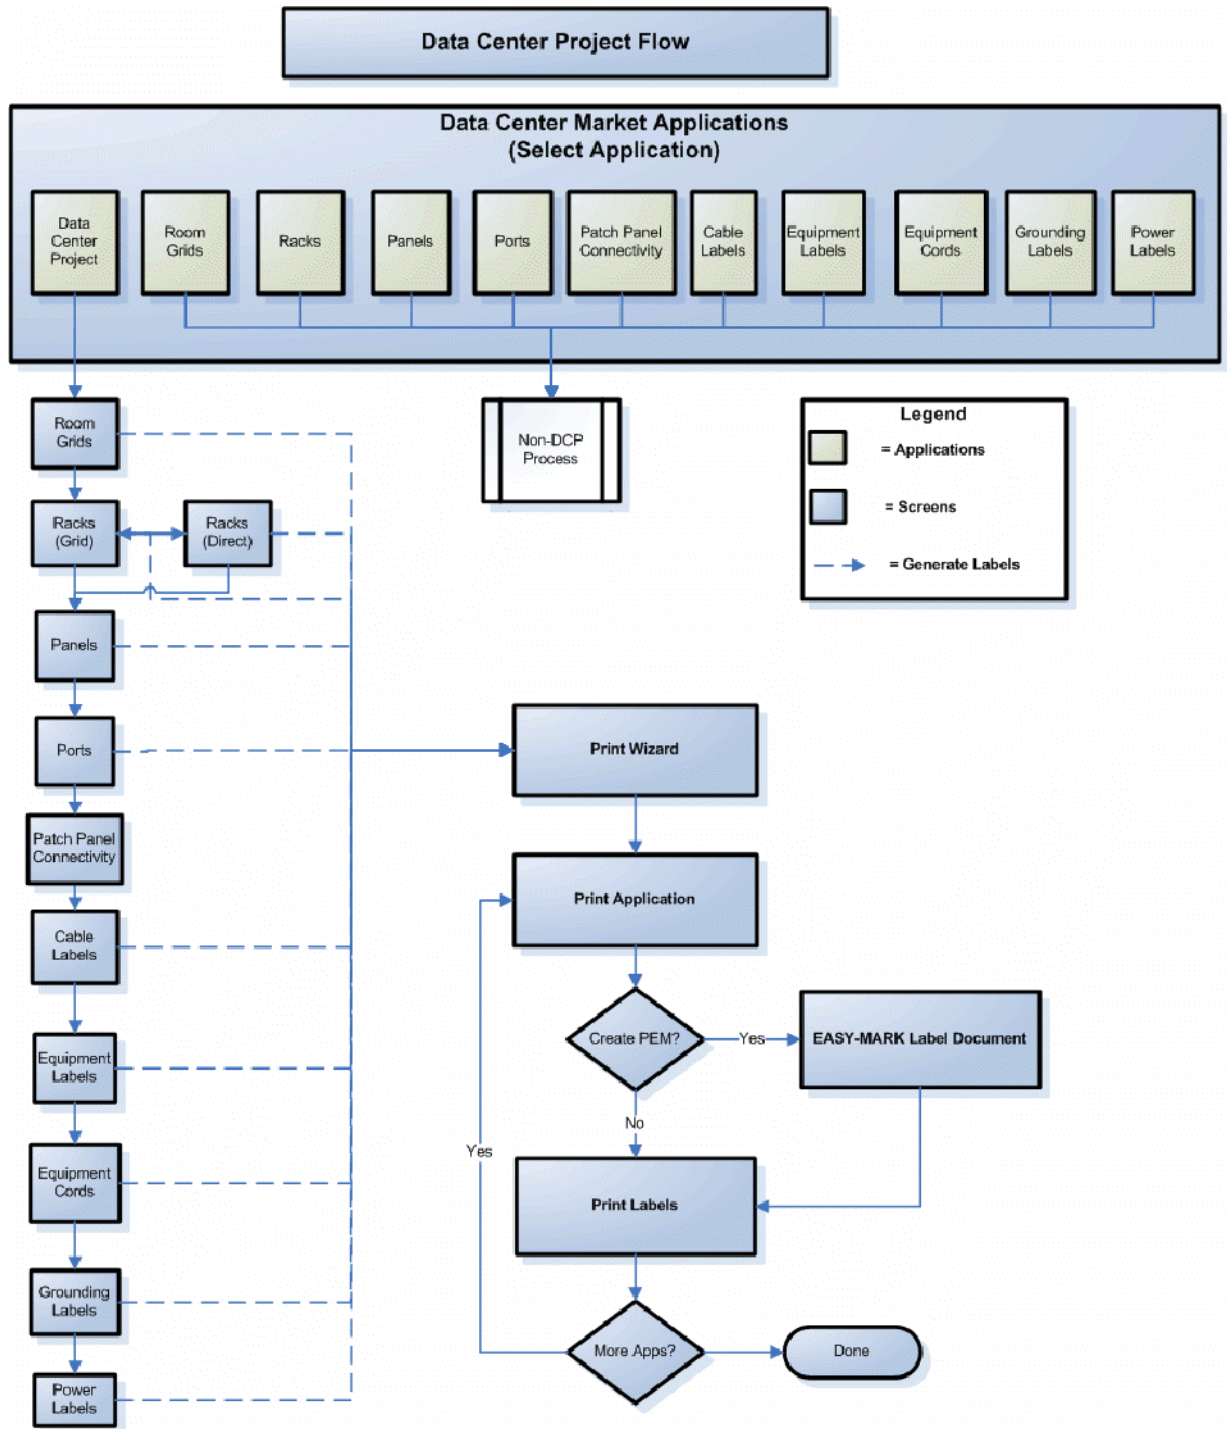 Data Center Project Flow
Data Center Market Applications
(Select Application)
Data
Center
Project
Room
Grids
Racks
Panels
Ports
Patch Panel
Connectivity
Cable
Labels
Equipment
Labels
Equipment
Cords
Grounding
Labels
Power
Labels
Room
Grids
Non-DCP
Process
Legend
= Applications
= Screens
= Generate Labels
Racks
(Grid)
Racks
(Direct)
Panels
Ports
Print Wizard
Patch Panel
Connectivity
Print Application
Cable
Labels
Create PEM?
Yes
EASY-MARK Label Document
Equipment
Labels
No
Yes
Equipment
Cords
Print Labels
Grounding
Labels
More Apps?
Done
Power
Labels